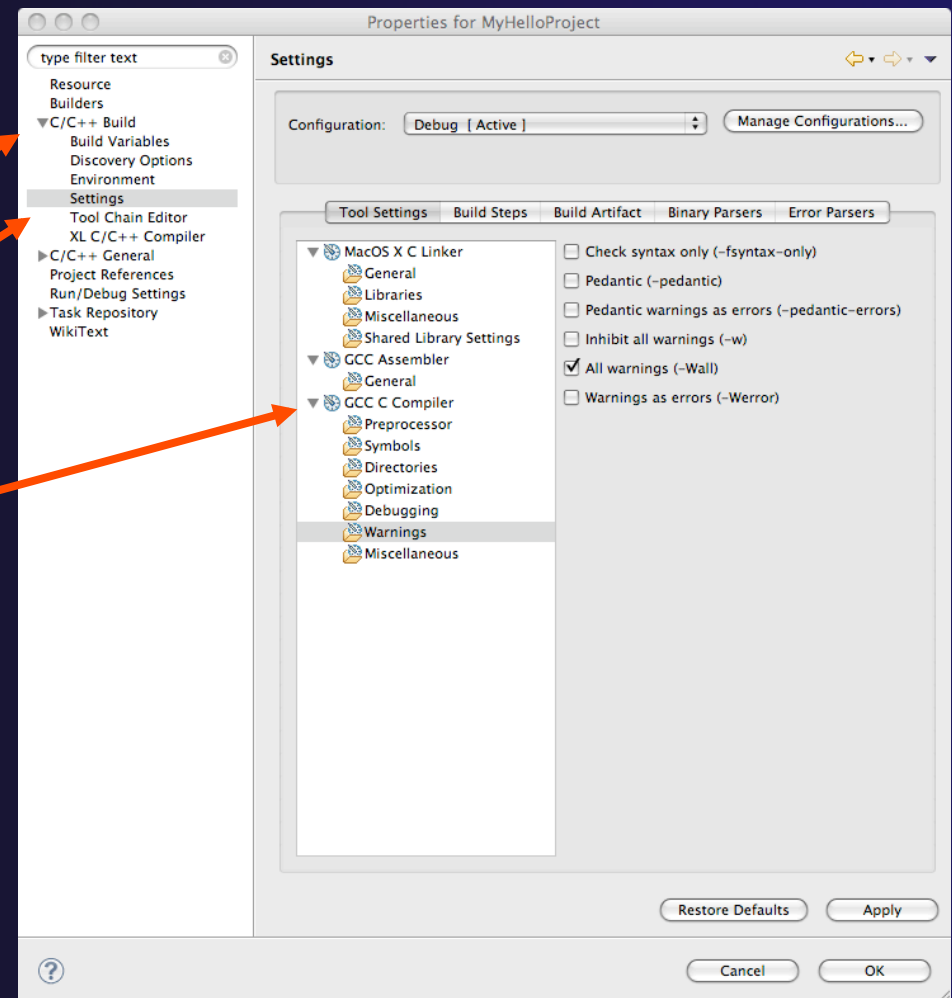 Properties for MyHelloProject
type filter text
Resource
Builders
C/C++ Build
Build Variables
Discovery Options
Environment
Settings
Tool Chain Editor
XL C/C++ Compiler
C/C++ General
Project References
Run/Debug Settings
Task Repository
WikiText
Settings
Configuration: Debug [ Active ] Manage Configurations...
Tool Settings Build Steps Build Artifact Binary Parsers Error Parsers
MacOS X C Linker
General
Libraries
Miscellaneous
Shared Library Settings
GCC Assembler
General
GCC C Compiler
Preprocessor
Symbols
Directories
Optimization
Debugging
Warnings
Miscellaneous
Check syntax only (-fsyntax-only)
Pedantic (-pedantic)
Pedantic warnings as errors (-pedantic-errors)
Inhibit all warnings (-w)
All warnings (-Wall)
Warnings as errors (-Werror)
Restore Defaults Apply
? Cancel OK